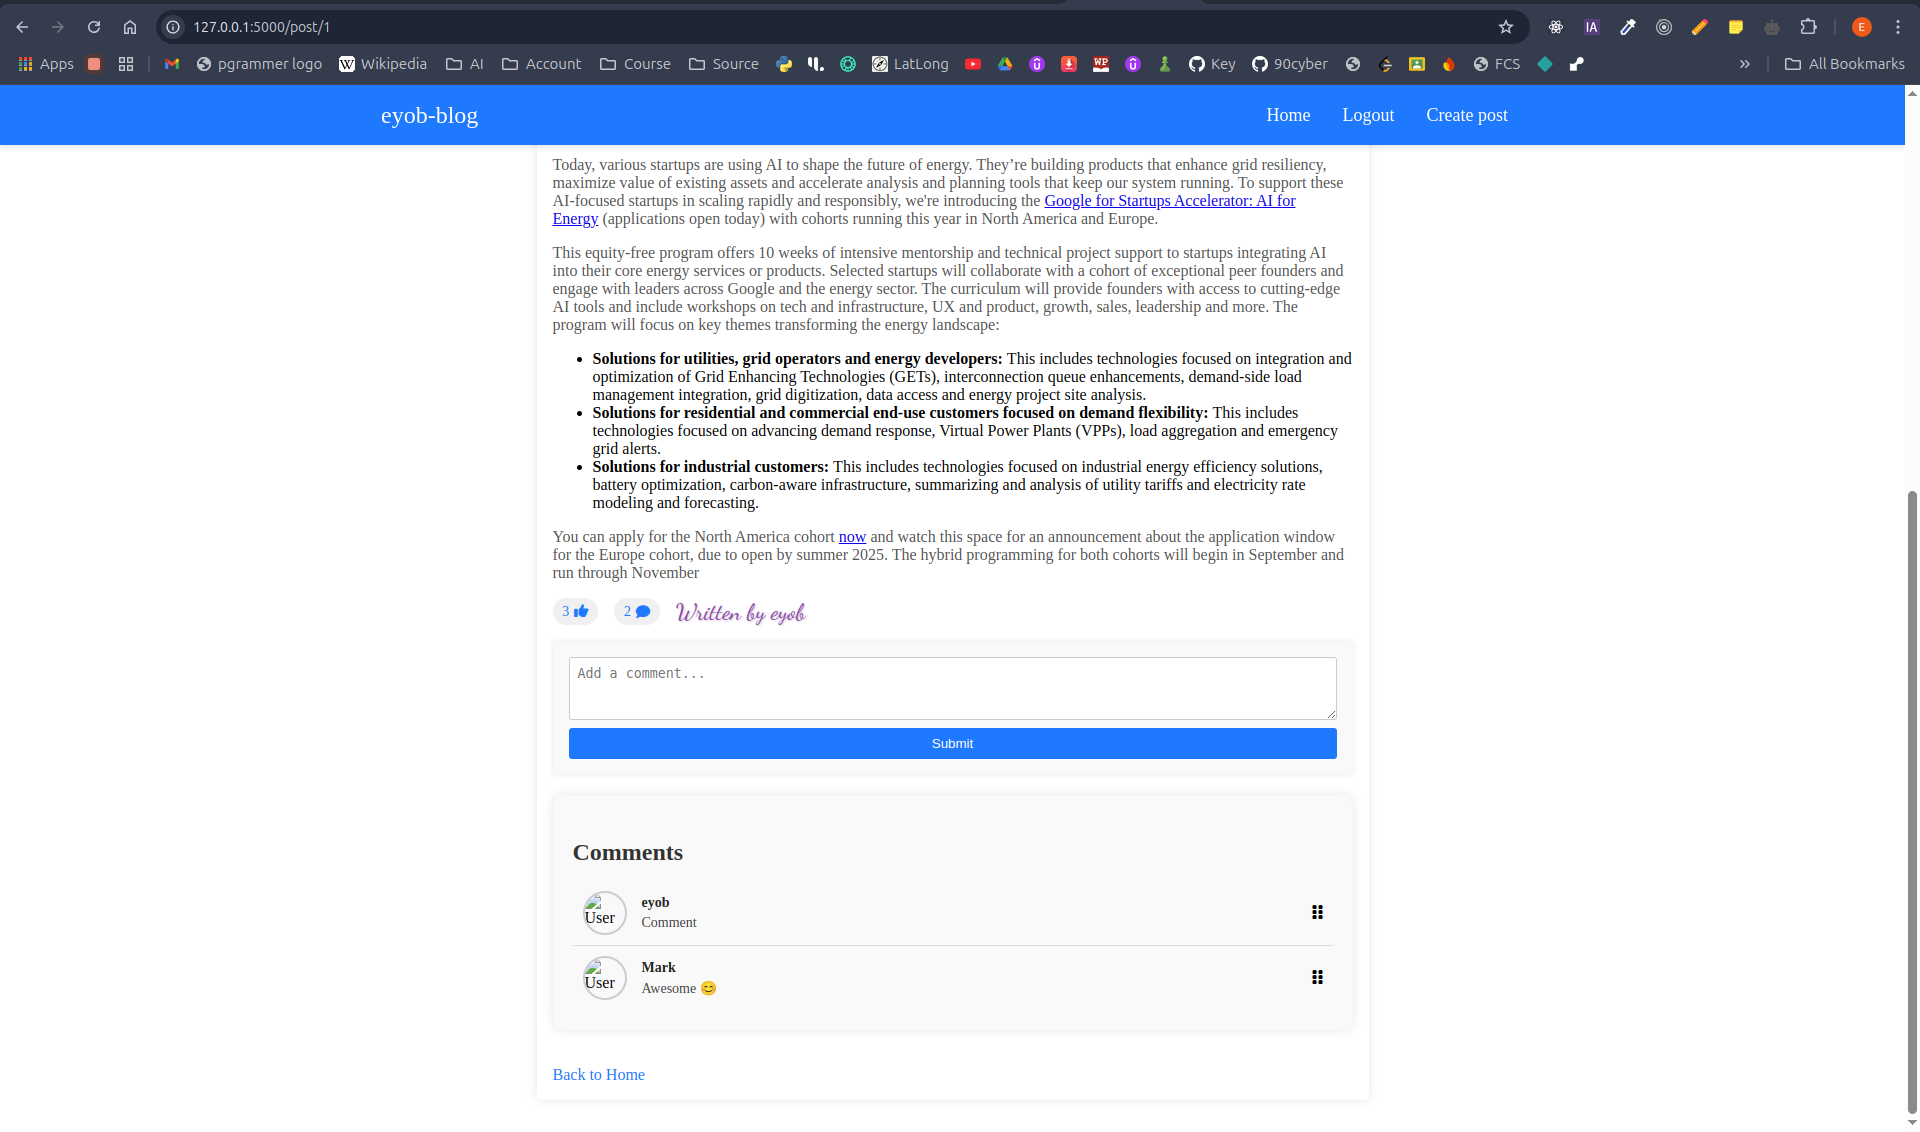 127.0.0.1:5000/post/1
IA
E
Apps
pgrammer logo
W Wikipedia
AI
Account
Course
Source
LatLong
WP
Key
90cyber
FCS
All Bookmarks
eyob-blog
Home
Logout
Create post
Today, various startups are using AI to shape the future of energy. They’re building products that enhance grid resiliency,
maximize value of existing assets and accelerate analysis and planning tools that keep our system running. To support these
AI-focused startups in scaling rapidly and responsibly, we're introducing the Google for Startups Accelerator: AI for
Energy (applications open today) with cohorts running this year in North America and Europe.
This equity-free program offers 10 weeks of intensive mentorship and technical project support to startups integrating AI
into their core energy services or products. Selected startups will collaborate with a cohort of exceptional peer founders and
engage with leaders across Google and the energy sector. The curriculum will provide founders with access to cutting-edge
AI tools and include workshops on tech and infrastructure, UX and product, growth, sales, leadership and more. The
program will focus on key themes transforming the energy landscape:
• Solutions for utilities, grid operators and energy developers: This includes technologies focused on integration and
optimization of Grid Enhancing Technologies (GETs), interconnection queue enhancements, demand-side load
management integration, grid digitization, data access and energy project site analysis.
• Solutions for residential and commercial end-use customers focused on demand flexibility: This includes
technologies focused on advancing demand response, Virtual Power Plants (VPPs), load aggregation and emergency
grid alerts.
• Solutions for industrial customers: This includes technologies focused on industrial energy efficiency solutions,
battery optimization, carbon-aware infrastructure, summarizing and analysis of utility tariffs and electricity rate
modeling and forecasting.
You can apply for the North America cohort now and watch this space for an announcement about the application window
for the Europe cohort, due to open by summer 2025. The hybrid programming for both cohorts will begin in September and
run through November
3
2
Written by eyob
Add a comment...
Submit
Comments
User
eyob
Comment
User
Mark
Awesome 😊
Back to Home